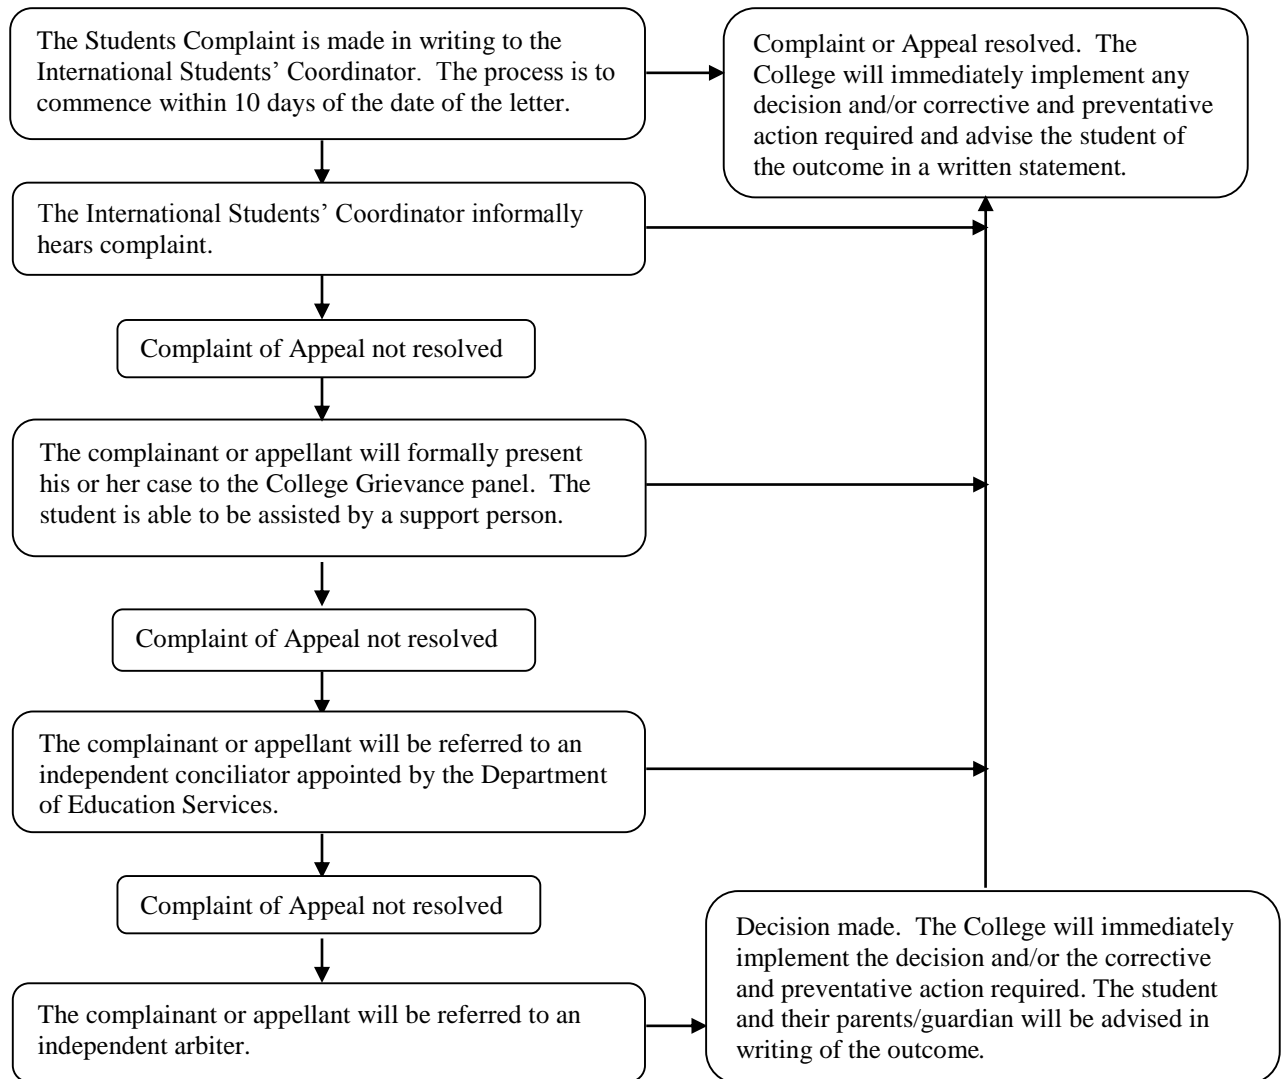 The Students Complaint is made in writing to the
International Students’ Coordinator.  The process is to
commence within 10 days of the date of the letter.
Complaint or Appeal resolved.  The
College will immediately implement any
decision and/or corrective and preventative
action required and advise the student of
the outcome in a written statement.
The International Students’ Coordinator informally
hears complaint.
Complaint of Appeal not resolved
The complainant or appellant will formally present
his or her case to the College Grievance panel.  The
student is able to be assisted by a support person.
Complaint of Appeal not resolved
The complainant or appellant will be referred to an
independent conciliator appointed by the Department
of Education Services.
Complaint of Appeal not resolved
The complainant or appellant will be referred to an
independent arbiter.
Decision made.  The College will immediately
implement the decision and/or the corrective
and preventative action required. The student
and their parents/guardian will be advised in
writing of the outcome.